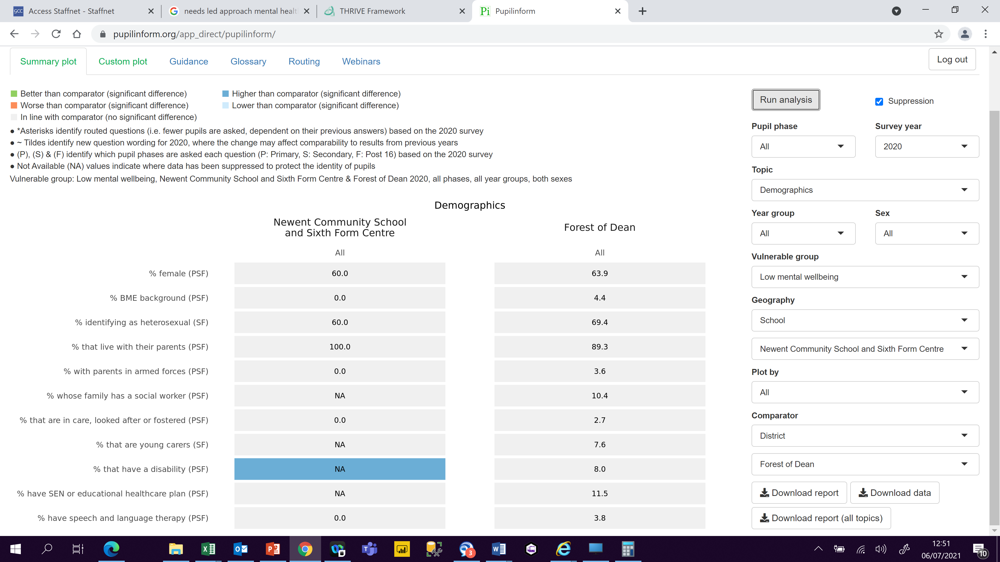 GCC Access Staffnet - Staffnet
needs led approach mental healt
THRIVE Framework
Pi Pupilinform
pupilinform.org/app_direct/pupilinform/
Summary plot Custom plot Guidance Glossary Routing Webinars
Log out
Better than comparator (significant difference)
Higher than comparator (significant difference)
Worse than comparator (significant difference)
Lower than comparator (significant difference)
In line with comparator (no significant difference)
● *Asterisks identify routed questions (i.e. fewer pupils are asked, dependent on their previous answers) based on the 2020 survey
● ~ Tildes identify new question wording for 2020, where the change may affect comparability to results from previous years
● (P), (S) & (F) identify which pupil phases are asked each question (P: Primary, S: Secondary, F: Post 16) based on the 2020 survey
● Not Available (NA) values indicate where data has been suppressed to protect the identity of pupils
Vulnerable group: Low mental wellbeing, Newent Community School and Sixth Form Centre & Forest of Dean 2020, all phases, all year groups, both sexes
Demographics
Newent Community School
and Sixth Form Centre
Forest of Dean
All All
% female (PSF) 60.0 63.9
% BME background (PSF) 0.0 4.4
% identifying as heterosexual (SF) 60.0 69.4
% that live with their parents (PSF) 100.0 89.3
% with parents in armed forces (PSF) 0.0 3.6
% whose family has a social worker (PSF) NA 10.4
% that are in care, looked after or fostered (PSF) 0.0 2.7
% that are young carers (SF) NA 7.6
% that have a disability (PSF) NA 8.0
% have SEN or educational healthcare plan (PSF) NA 11.5
% have speech and language therapy (PSF) 0.0 3.8
Run analysis
Suppression
Pupil phase Survey year
All 2020
Topic
Demographics
Year group Sex
All All
Vulnerable group
Low mental wellbeing
Geography
School
Newent Community School and Sixth Form Centre
Plot by
All
Comparator
District
Forest of Dean
Download report Download data
Download report (all topics)
3
12:51
06/07/2021
10